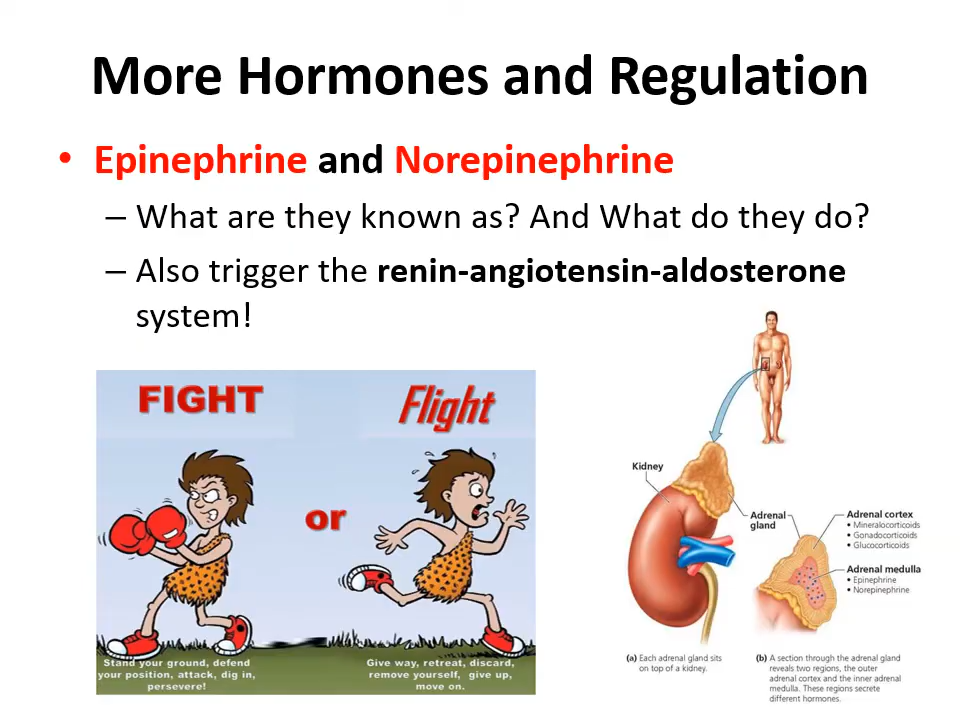 More Hormones and Regulation
• Epinephrine and Norepinephrine
– What are they known as? And What do they do?
– Also trigger the renin-angiotensin-aldosterone
system!
FIGHT
or
Flight
Stand your ground, defend
your position, attack, dig in,
persevere!
Give way, retreat, discard,
remove yourself, give up,
move on.
Kidney
Adrenal
gland
Adrenal cortex
• Mineralocorticoids
• Gonadocorticoids
• Glucocorticoids
Adrenal medulla
• Epinephrine
• Norepinephrine
(a) Each adrenal gland sits
on top of a kidney.
(b) A section through the adrenal gland
reveals two regions, the outer
adrenal cortex and the inner adrenal
medulla. These regions secrete
different hormones.